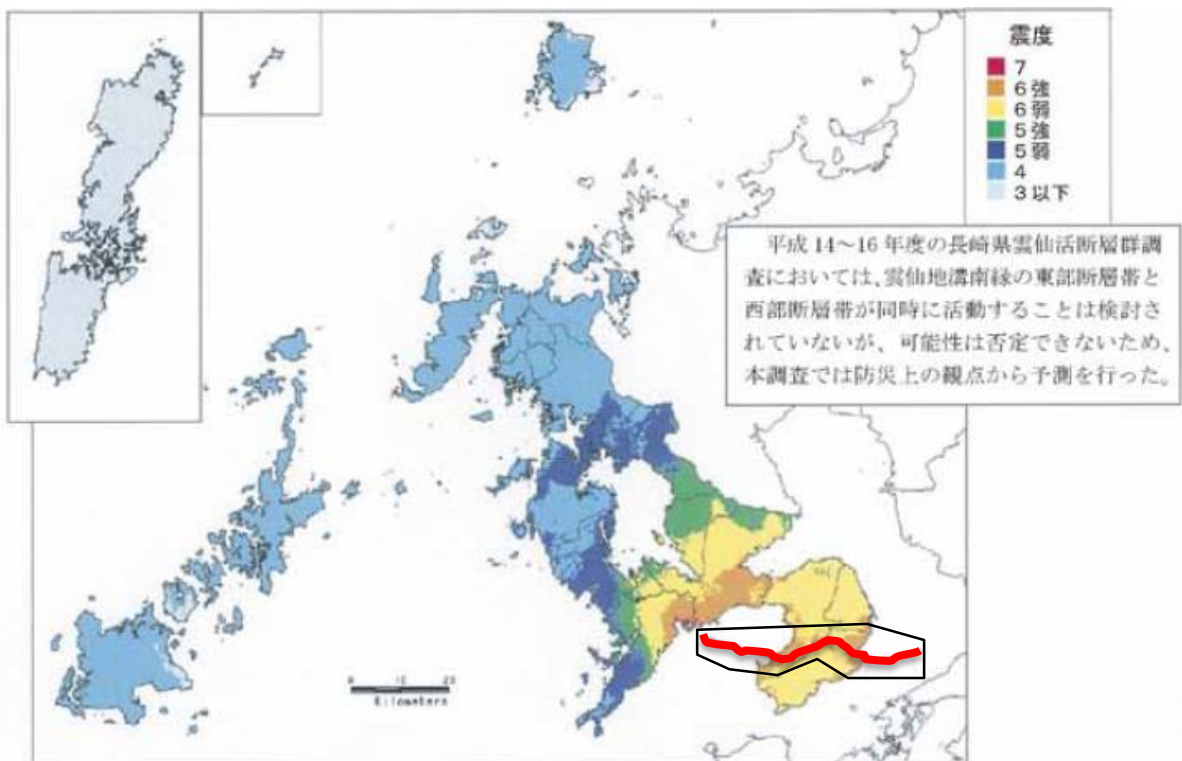 震度
7
6強
6弱
5強
5弱
4
3以下
平成14~16年度の長崎県雲仙活断層群調
査においては、雲仙地溝南縁の東部断層帯と
西部断層帯が同時に活動することは検討さ
れていないが、可能性は否定できないため、
本調査では防災上の観点から予測を行った。
0 10 20
Kilometers